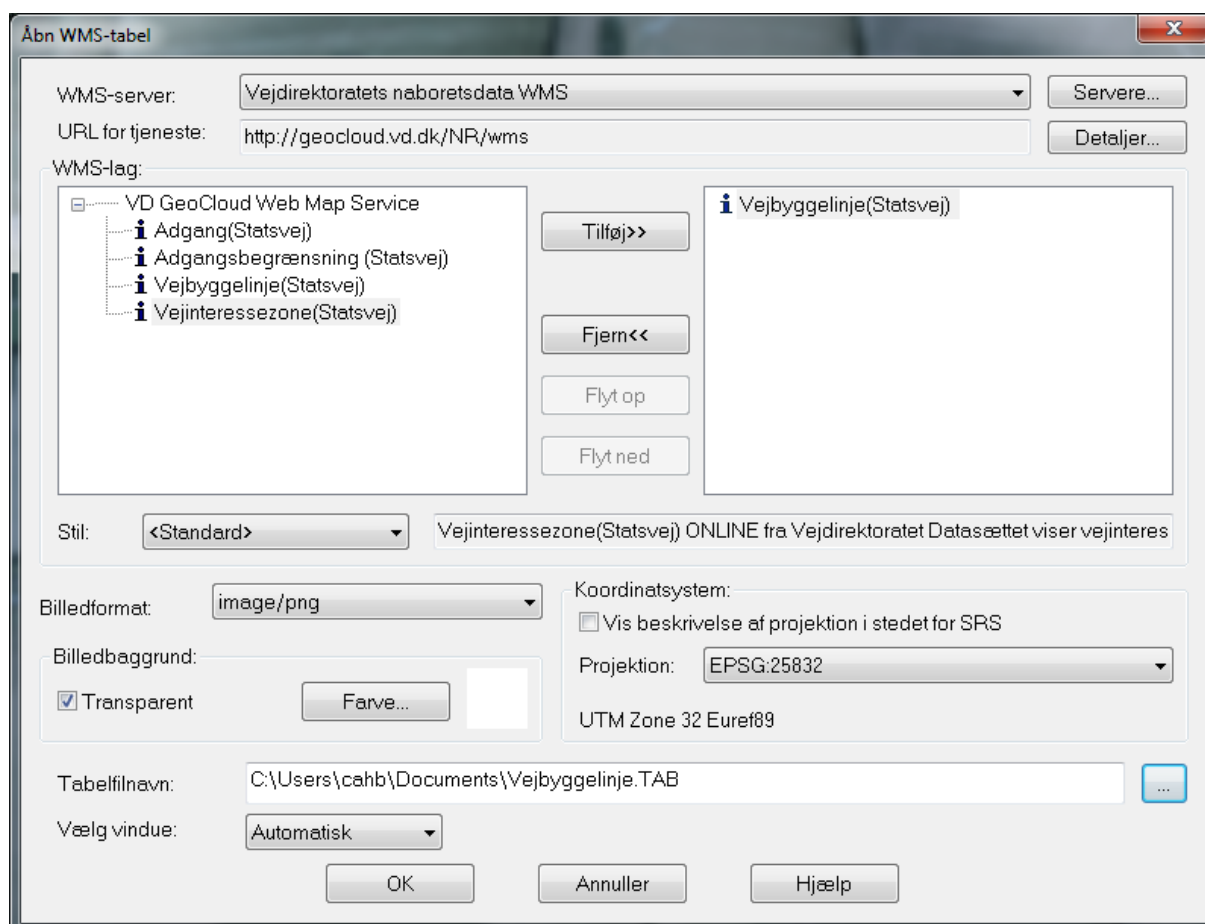 Åbn WMS-tabel
WMS-server: Vejdirektoratets naboretsdata WMS Servere...
URL for tjeneste: http://geocloud.vd.dk/NR/wms Detaljer...
WMS-lag:
VD GeoCloud Web Map Service
Adgang(Statsvej)
Adgangsbegrænsning (Statsvej)
Vejbyggelinje(Statsvej)
Vejinteressezone(Statsvej)
Tilføj>>
Fjern<<
Flyt op
Flyt ned
Vejbyggelinje(Statsvej)
Stil: <Standard> Vejinteressezone(Statsvej) ONLINE fra Vejdirektoratet Datasættet viser vejinteres
Billedformat: image/png
Billedbaggrund:
Transparent Farve...
Koordinatsystem:
Vis beskrivelse af projektion i stedet for SRS
Projektion: EPSG:25832
UTM Zone 32 Euref89
Tabelfilnavn: C:\Users\cahb\Documents\Vejbyggelinje.TAB ...
Vælg vindue: Automatisk
OK Annuller Hjælp